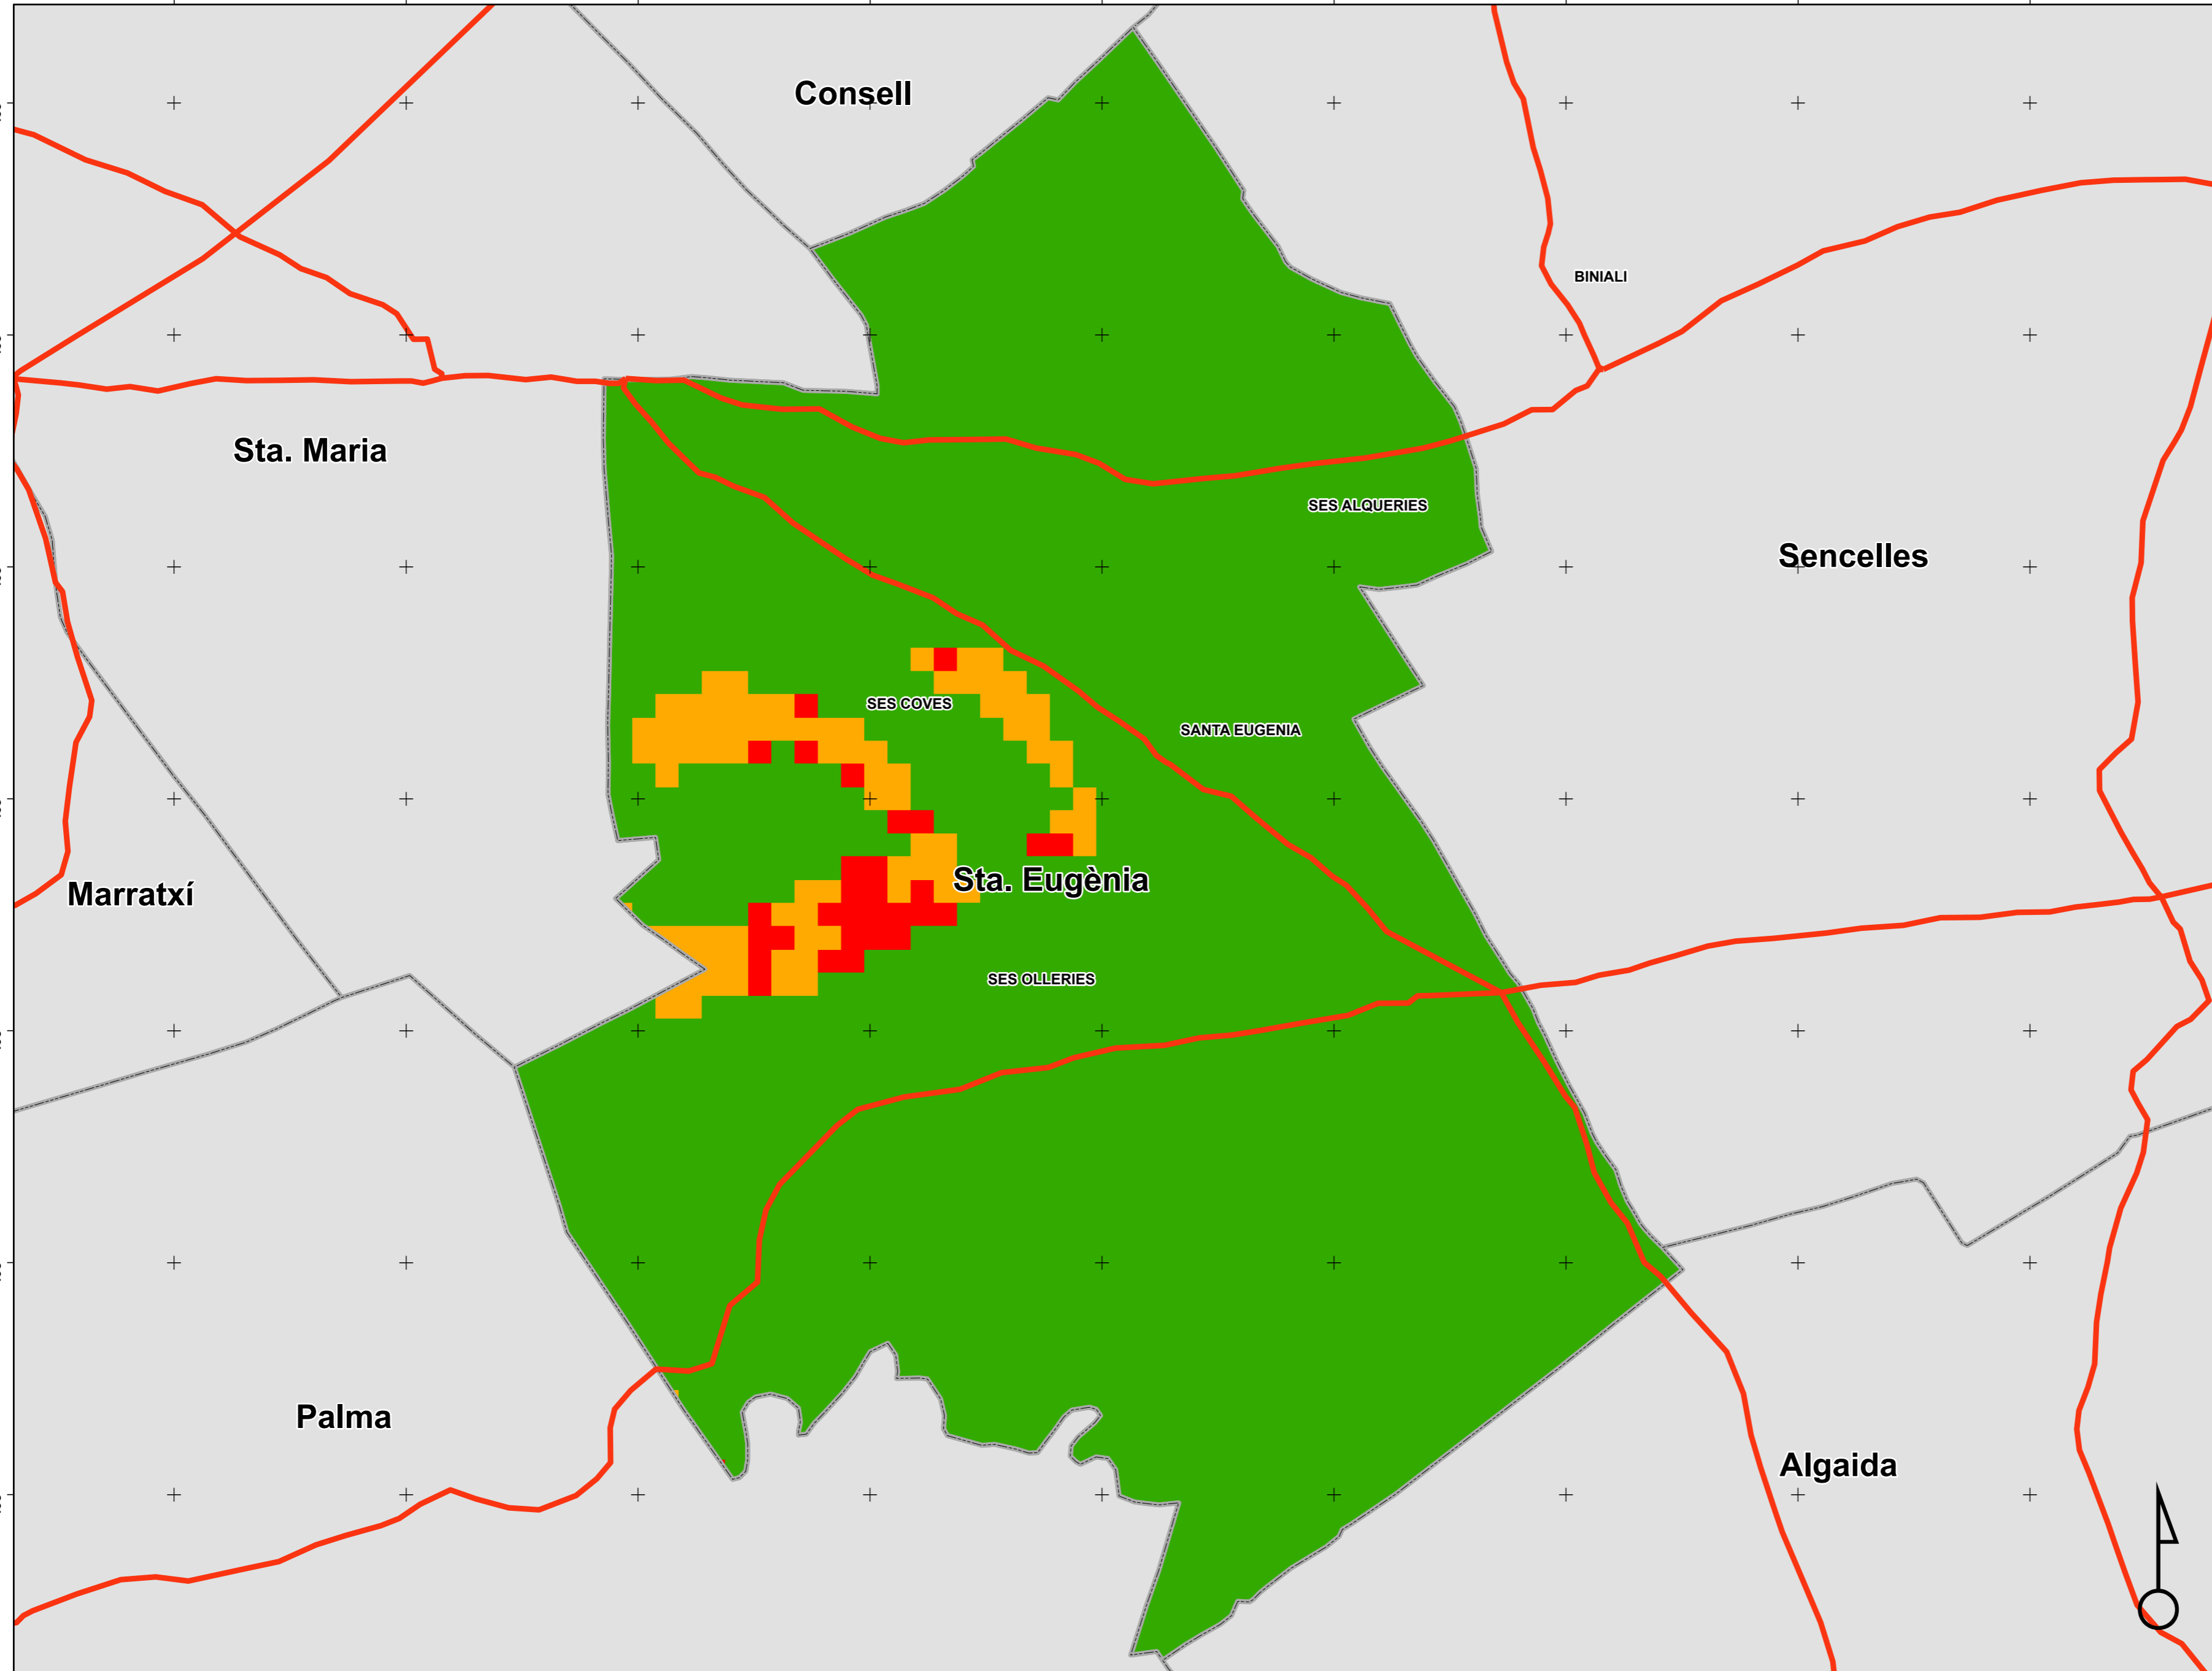 Consell
BINIALI
Sta. Maria
SES ALQUERIES
Sencelles
SES COVES
SANTA EUGENIA
Sta. Eugènia
Marratxí
SES OLLERIES
Palma
Algaida